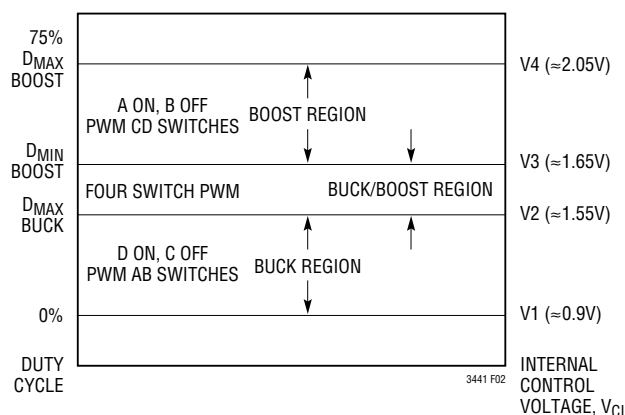 75%
DMAX
BOOST
V4 (≈2.05V)
A ON, B OFF
PWM CD SWITCHES
BOOST REGION
DMIN
BOOST
V3 (≈1.65V)
FOUR SWITCH PWM
BUCK/BOOST REGION
DMAX
BUCK
V2 (≈1.55V)
D ON, C OFF
PWM AB SWITCHES
BUCK REGION
0%
V1 (≈0.9V)
DUTY
CYCLE
3441 F02
INTERNAL
CONTROL
VOLTAGE, VCI